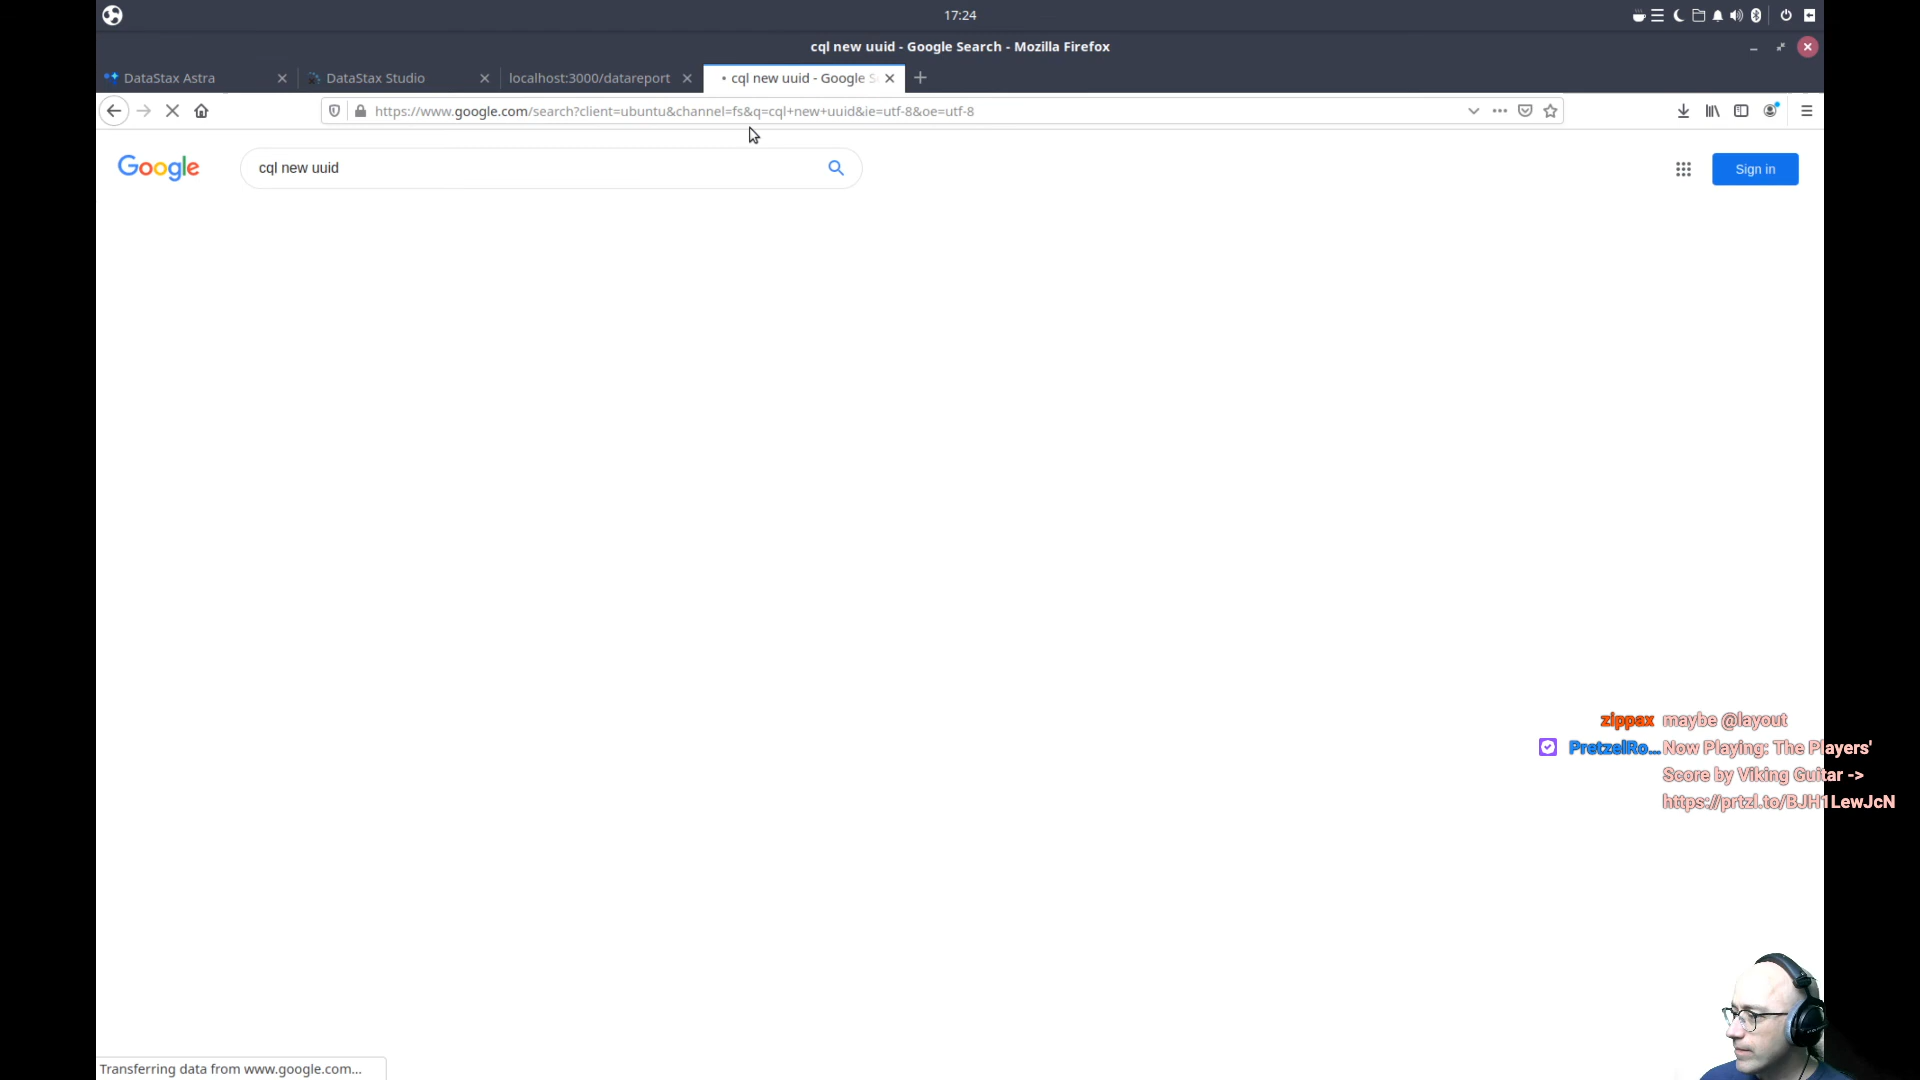 17:24
cql new uuid - Google Search - Mozilla Firefox
DataStax Astra
DataStax Studio
localhost:3000/datareport
cql new uuid - Google S
https://www.google.com/search?client=ubuntu&channel=fs&q=cql+new+uuid&ie=utf-8&oe=utf-8
Google
cql new uuid
Sign in
zippax maybe @layout
PretzelRo... Now Playing: The Players'
Score by Viking Guitar ->
https://prtzl.to/BJH1LewJcN
Transferring data from www.google.com...